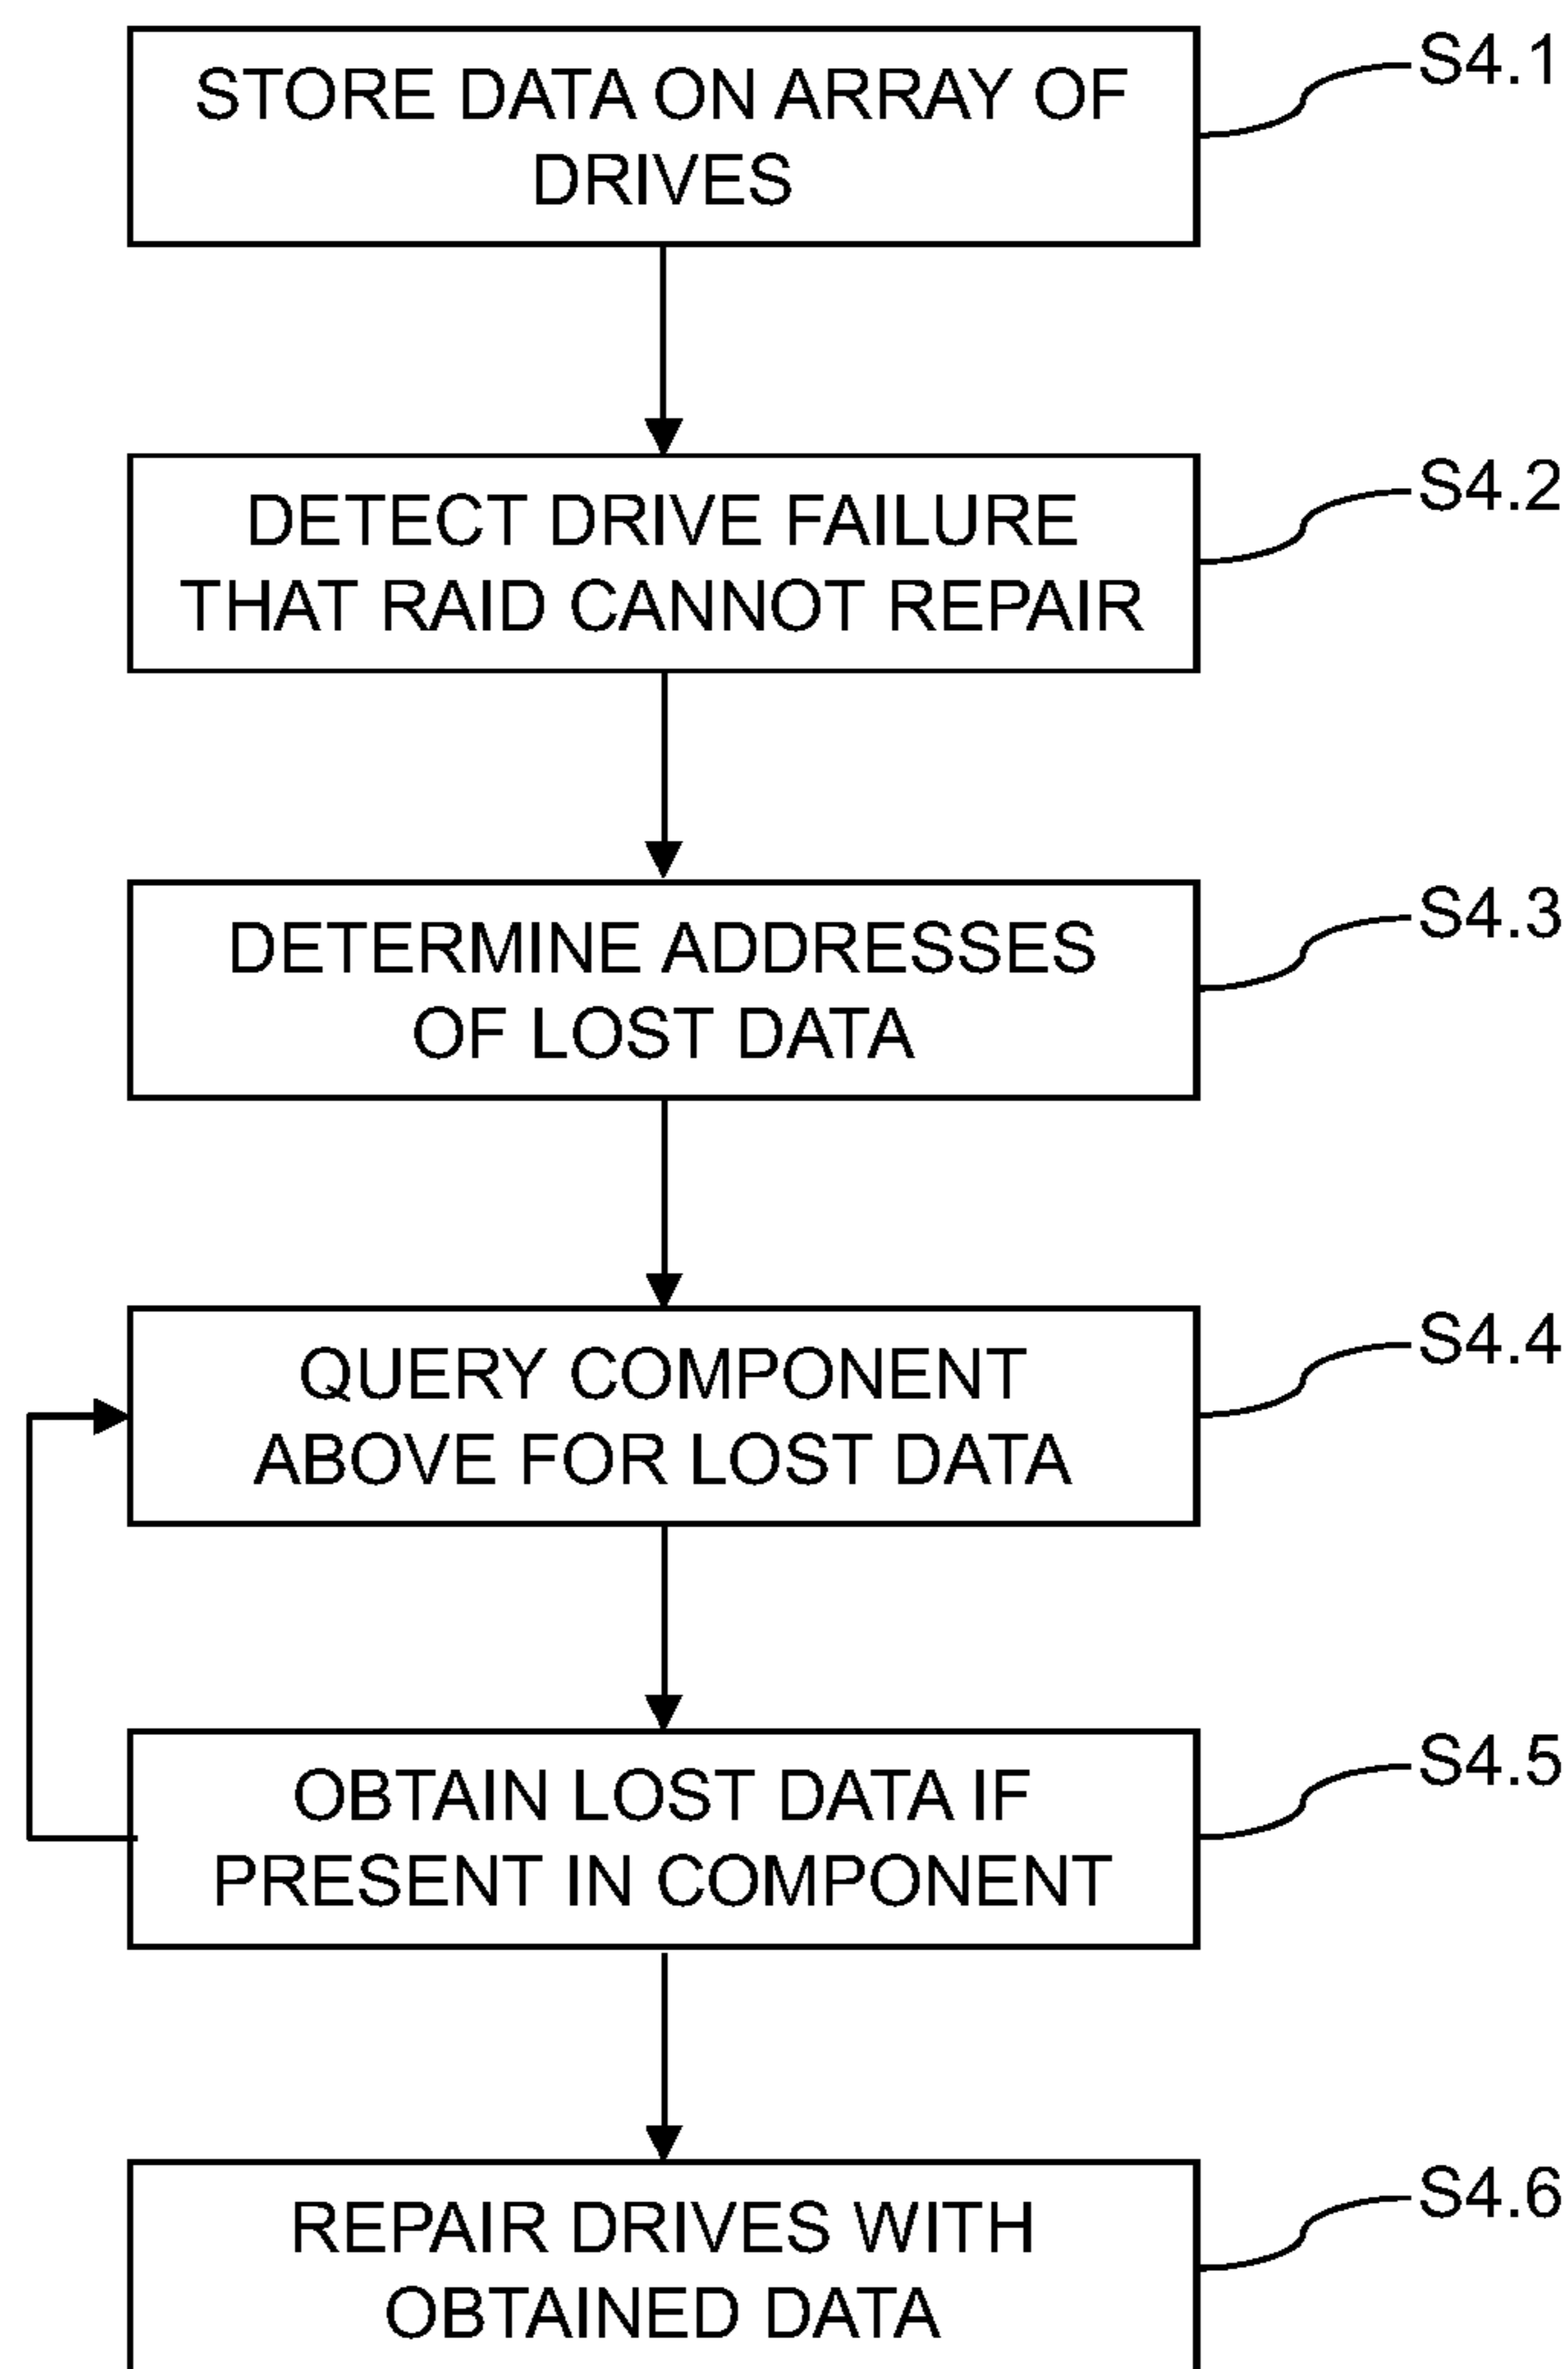 STORE DATA ON ARRAY OF
DRIVES
S4.1
DETECT DRIVE FAILURE
THAT RAID CANNOT REPAIR
S4.2
DETERMINE ADDRESSES
OF LOST DATA
S4.3
QUERY COMPONENT
ABOVE FOR LOST DATA
S4.4
OBTAIN LOST DATA IF
PRESENT IN COMPONENT
S4.5
REPAIR DRIVES WITH
OBTAINED DATA
S4.6